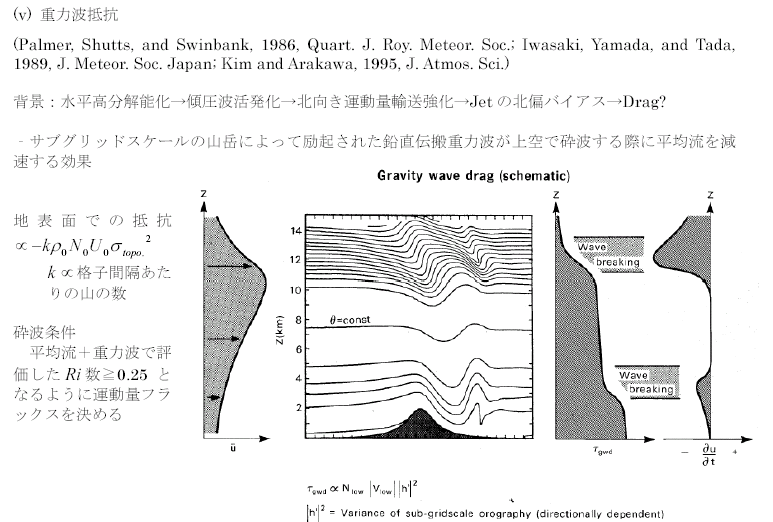 (v) 重力波抵抗
(Palmer, Shutts, and Swinbank, 1986, Quart. J. Roy. Meteor. Soc.; Iwasaki, Yamada, and Tada,
1989, J. Meteor. Soc. Japan; Kim and Arakawa, 1995, J. Atmos. Sci.)
背景：水平高分解能化→傾圧波活発化→北向き運動量輸送強化→Jet の北偏バイアス→Drag?
- サブグリッドスケールの山岳によって励起された鉛直伝搬重力波が上空で砕波する際に平均流を減
速する効果
地表面での抵抗
∝−kρ₀N₀U₀σ_topo.²
k ∝格子間隔あた
りの山の数
砕波条件
平均流＋重力波で評
価した Ri 数≧0.25 と
なるように運動量フラ
ックスを決める
Gravity wave drag (schematic)
Z
ū
Z(km)
14
12
10
8
6
4
2
θ=const
Z
Wave
breaking
Wave
breaking
τgwd
Z
− ∂u/∂t +
τgwd ∝ Nlow |Vlow| |h'|²
|h'|² = Variance of sub-gridscale orography (directionally dependent)